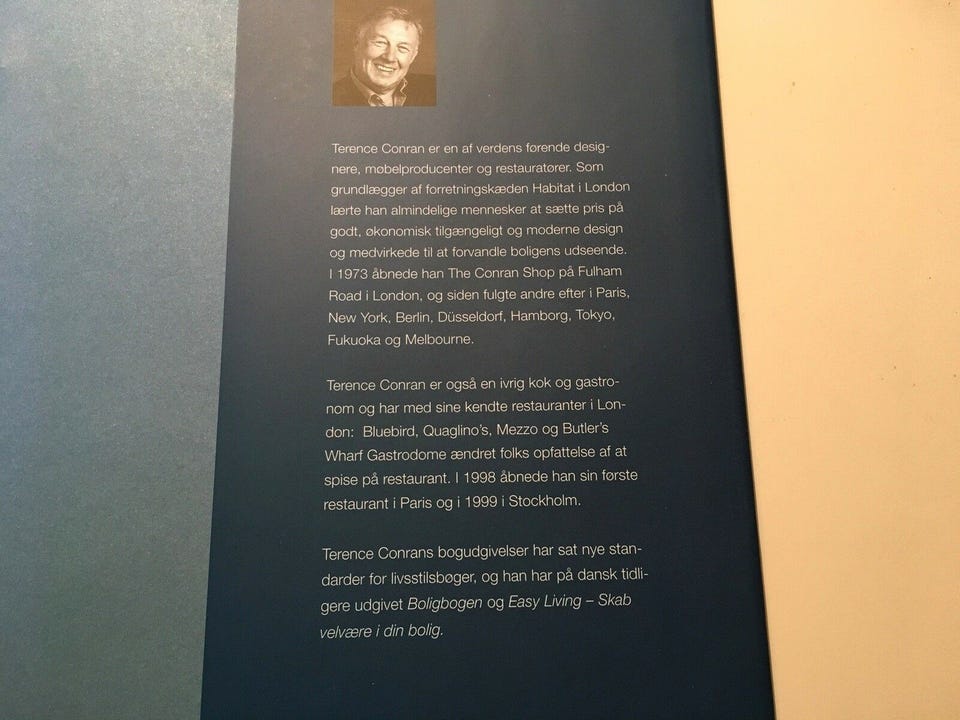 Terence Conran er en af verdens førende desig-
nere, møbelproducenter og restauratører. Som
grundlægger af forretningskæden Habitat i London
lærte han almindelige mennesker at sætte pris på
godt, økonomisk tilgængeligt og moderne design
og medvirkede til at forvandle boligens udseende.
I 1973 åbnede han The Conran Shop på Fulham
Road i London, og siden fulgte andre efter i Paris,
New York, Berlin, Düsseldorf, Hamborg, Tokyo,
Fukuoka og Melbourne.
Terence Conran er også en ivrig kok og gastro-
nom og har med sine kendte restauranter i Lon-
don: Bluebird, Quaglino's, Mezzo og Butler's
Wharf Gastrodome ændret folks opfattelse af at
spise på restaurant. I 1998 åbnede han sin første
restaurant i Paris og i 1999 i Stockholm.
Terence Conrans bogudgivelser har sat nye stan-
darder for livsstilsbøger, og han har på dansk tidli-
gere udgivet Boligbogen og Easy Living – Skab
velvære i din bolig.